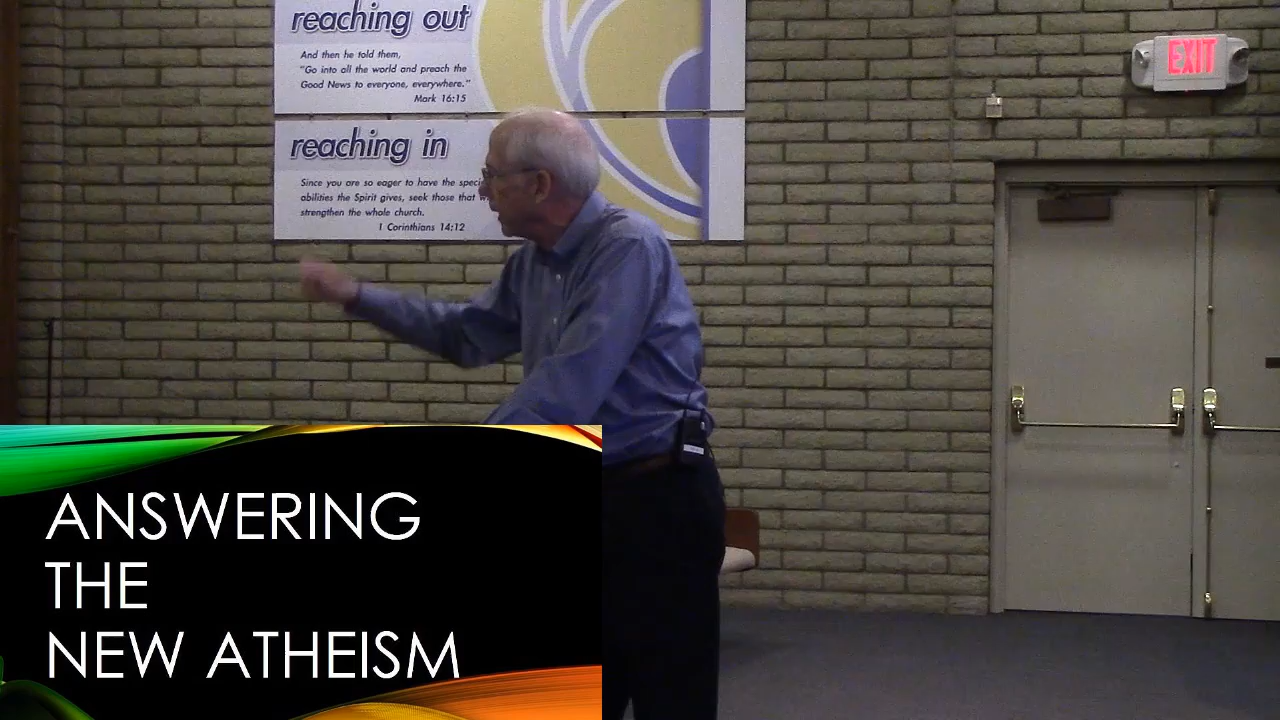 reaching out
And then he told them,
"Go into all the world and preach the
Good News to everyone, everywhere."
Mark 16:15
reaching in
Since you are so eager to have the
abilities the Spirit gives, seek those that
strengthen the whole church.
1 Corinthians 14:12
EXIT
ANSWERING
THE
NEW ATHEISM